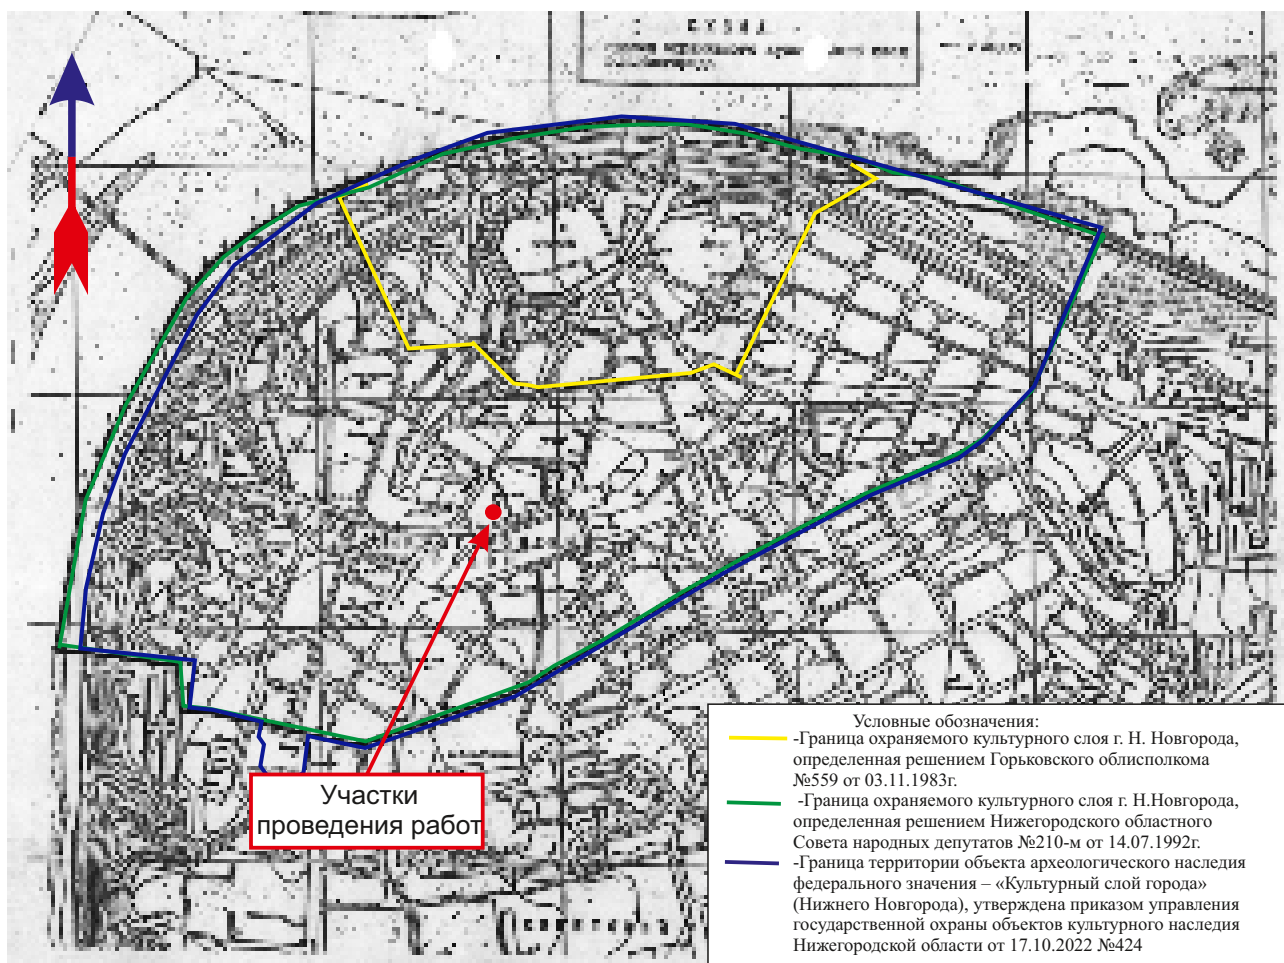 СХЕМА
Участки
проведения работ
Условные обозначения:
-Граница охраняемого культурного слоя г. Н. Новгорода,
определенная решением Горьковского облисполкома
№559 от 03.11.1983г.
-Граница охраняемого культурного слоя г. Н.Новгорода,
определенная решением Нижегородского областного
Совета народных депутатов №210-м от 14.07.1992г.
-Граница территории объекта археологического наследия
федерального значения – «Культурный слой города»
(Нижнего Новгорода), утверждена приказом управления
государственной охраны объектов культурного наследия
Нижегородской области от 17.10.2022 №424